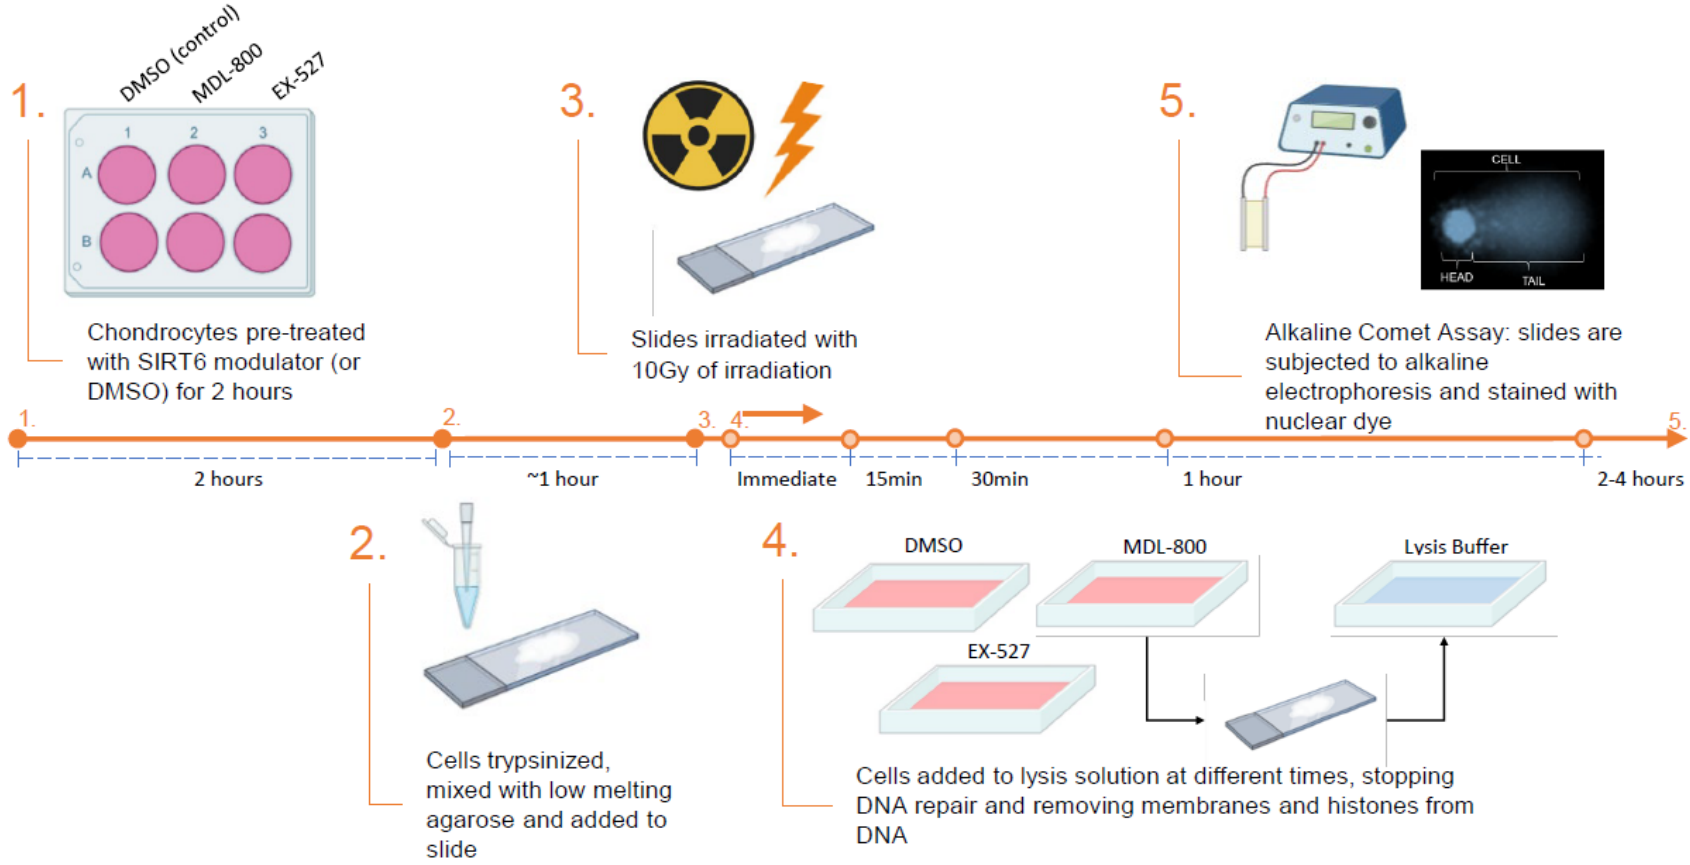 1.
DMSO (control)
MDL-800
EX-527
1 2 3
A
B
Chondrocytes pre-treated
with SIRT6 modulator (or
DMSO) for 2 hours
3.
Slides irradiated with
10Gy of irradiation
5.
CELL
HEAD
TAIL
Alkaline Comet Assay: slides are
subjected to alkaline
electrophoresis and stained with
nuclear dye
1. 2. 3. 4. 5.
2 hours ~1 hour Immediate 15min 30min 1 hour 2-4 hours
2.
Cells trypsinized,
mixed with low melting
agarose and added to
slide
4.
DMSO
MDL-800
Lysis Buffer
EX-527
Cells added to lysis solution at different times, stopping
DNA repair and removing membranes and histones from
DNA